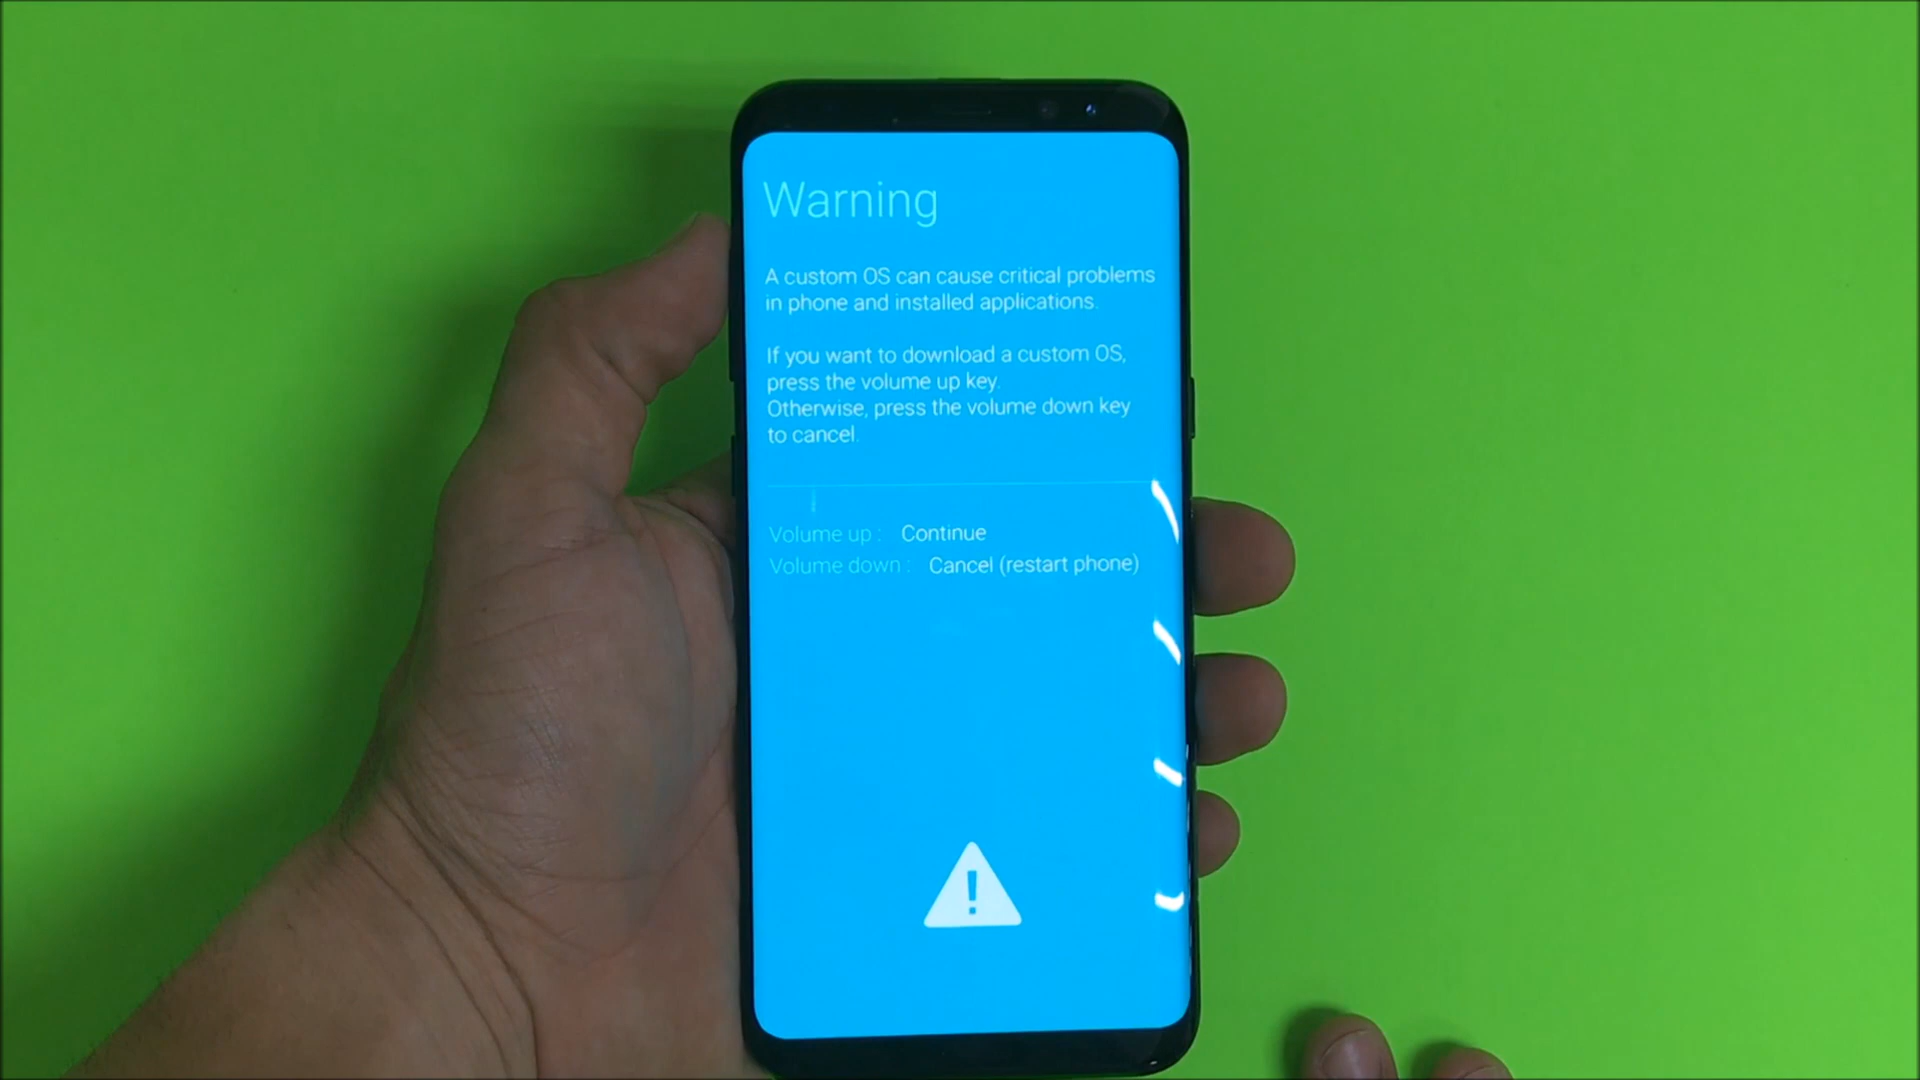 Warning
A custom OS can cause critical problems
in phone and installed applications.
If you want to download a custom OS,
press the volume up key.
Otherwise, press the volume down key
to cancel.
Volume up : Continue
Volume down : Cancel (restart phone)